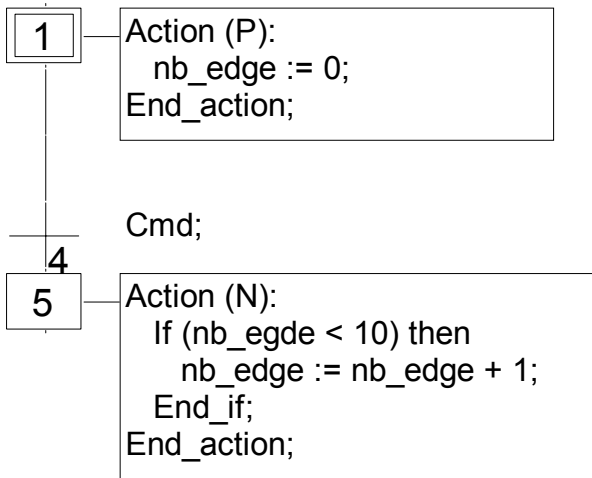 1
Action (P):
nb_edge := 0;
End_action;
Cmd;
4
5
Action (N):
If (nb_egde < 10) then
nb_edge := nb_edge + 1;
End_if;
End_action;